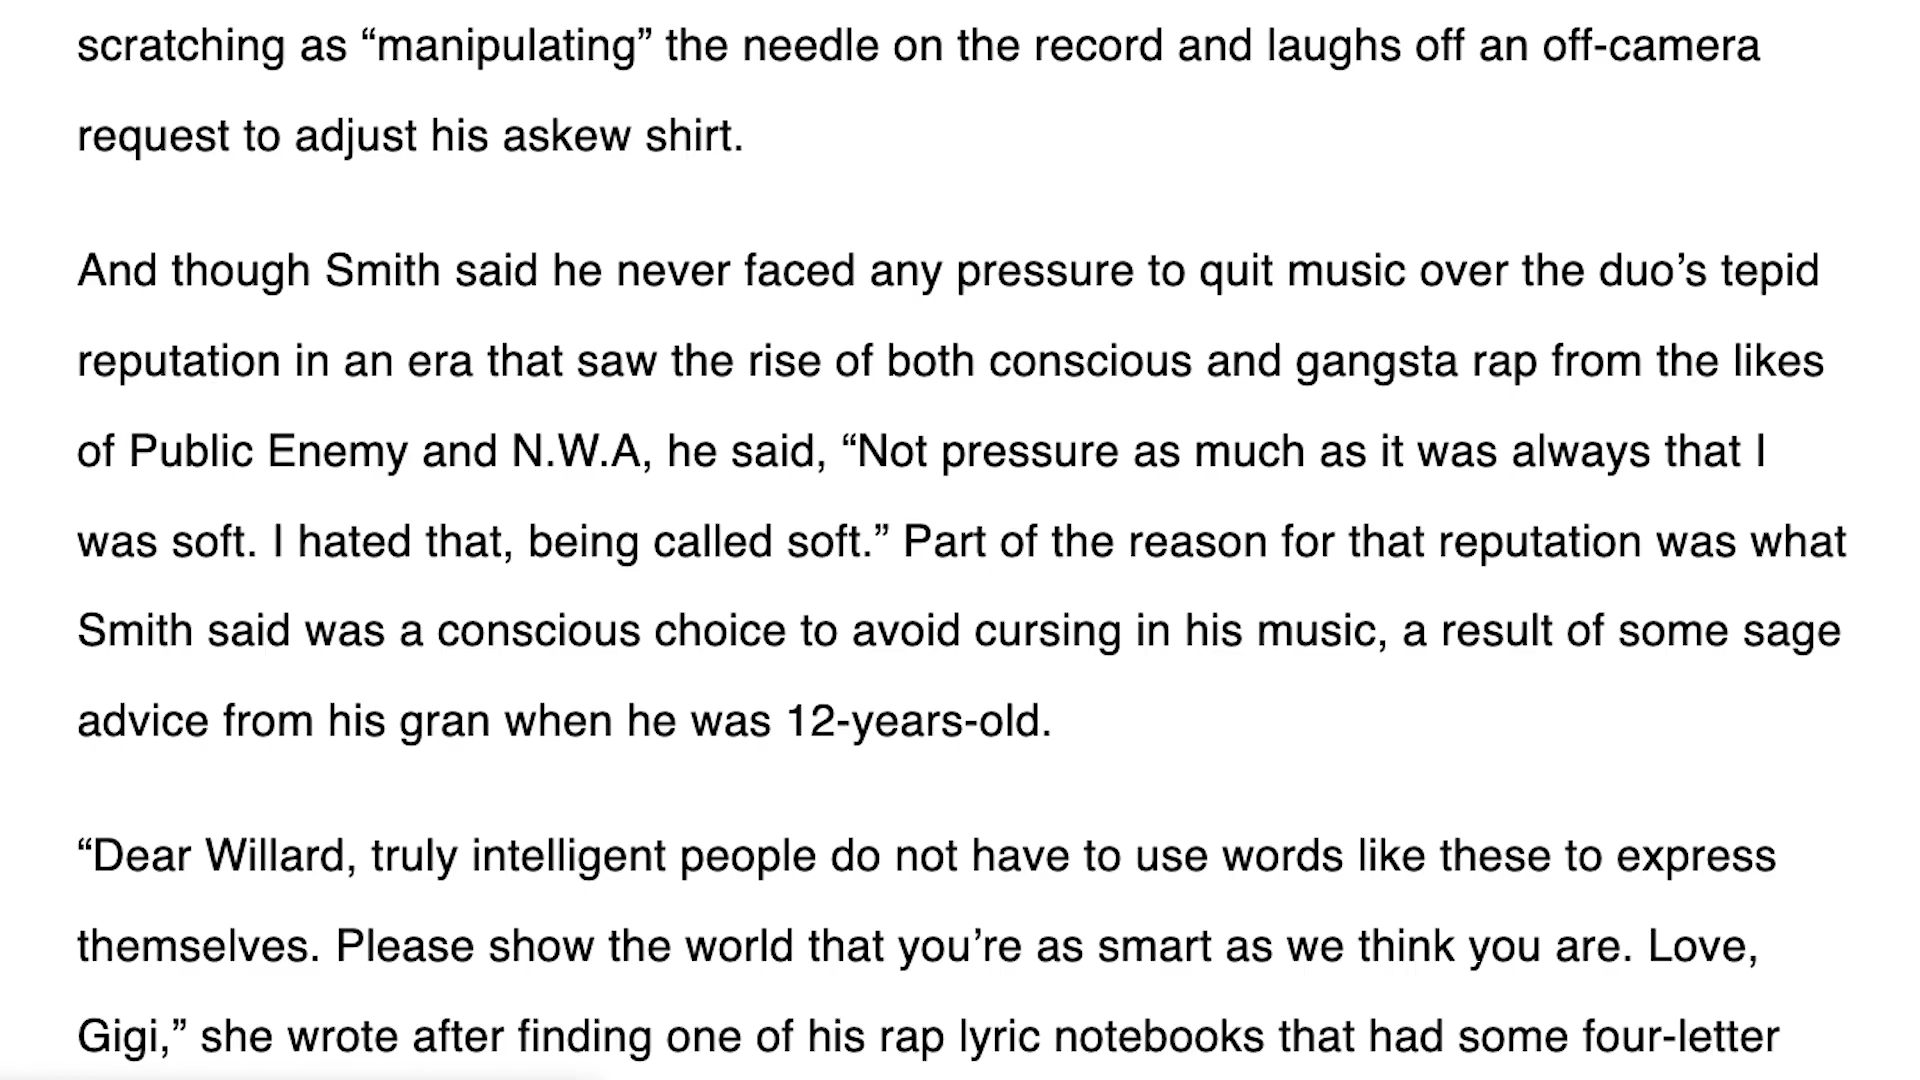 scratching as “manipulating” the needle on the record and laughs off an off-camera
request to adjust his askew shirt.
And though Smith said he never faced any pressure to quit music over the duo’s tepid
reputation in an era that saw the rise of both conscious and gangsta rap from the likes
of Public Enemy and N.W.A, he said, “Not pressure as much as it was always that I
was soft. I hated that, being called soft.” Part of the reason for that reputation was what
Smith said was a conscious choice to avoid cursing in his music, a result of some sage
advice from his gran when he was 12-years-old.
“Dear Willard, truly intelligent people do not have to use words like these to express
themselves. Please show the world that you’re as smart as we think you are. Love,
Gigi,” she wrote after finding one of his rap lyric notebooks that had some four-letter